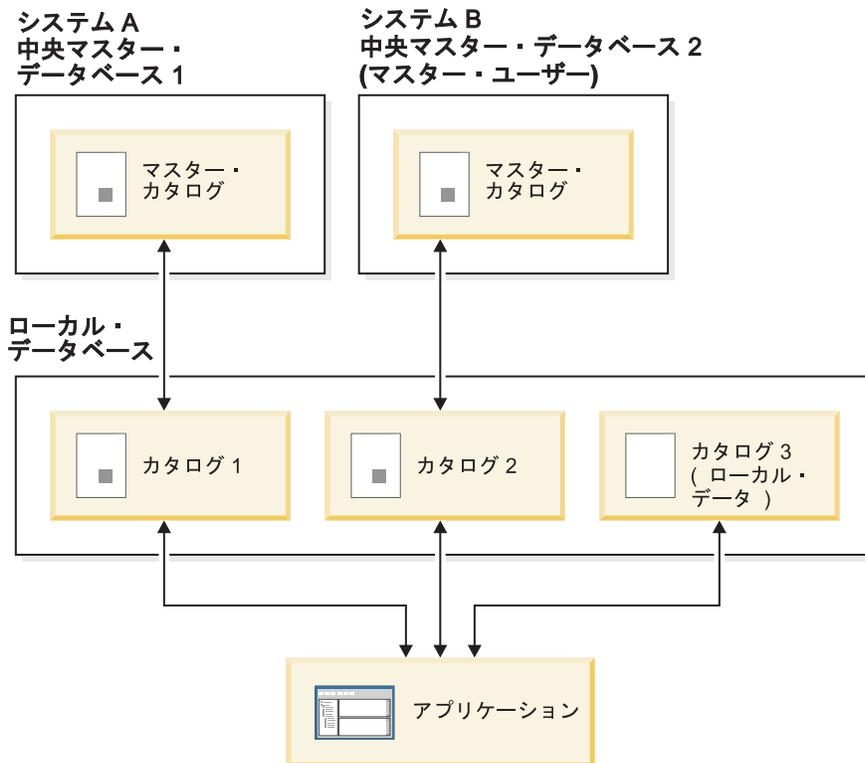 システム A
中央マスター・
データベース 1
システム B
中央マスター・データベース 2
(マスター・ユーザー)
マスター・
カタログ
マスター・
カタログ
ローカル・
データベース
カタログ 1
カタログ 2
カタログ 3
( ローカル・
データ )
アプリケーション